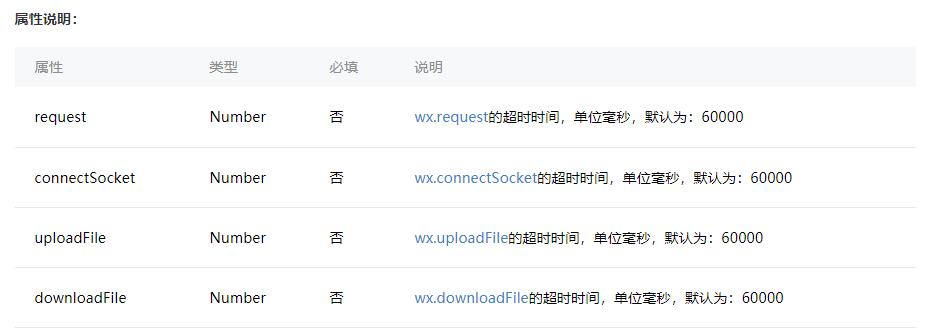 属性说明：
属性 类型 必填 说明
request Number 否 wx.request的超时时间，单位毫秒，默认为：60000
connectSocket Number 否 wx.connectSocket的超时时间，单位毫秒，默认为：60000
uploadFile Number 否 wx.uploadFile的超时时间，单位毫秒，默认为：60000
downloadFile Number 否 wx.downloadFile的超时时间，单位毫秒，默认为：60000